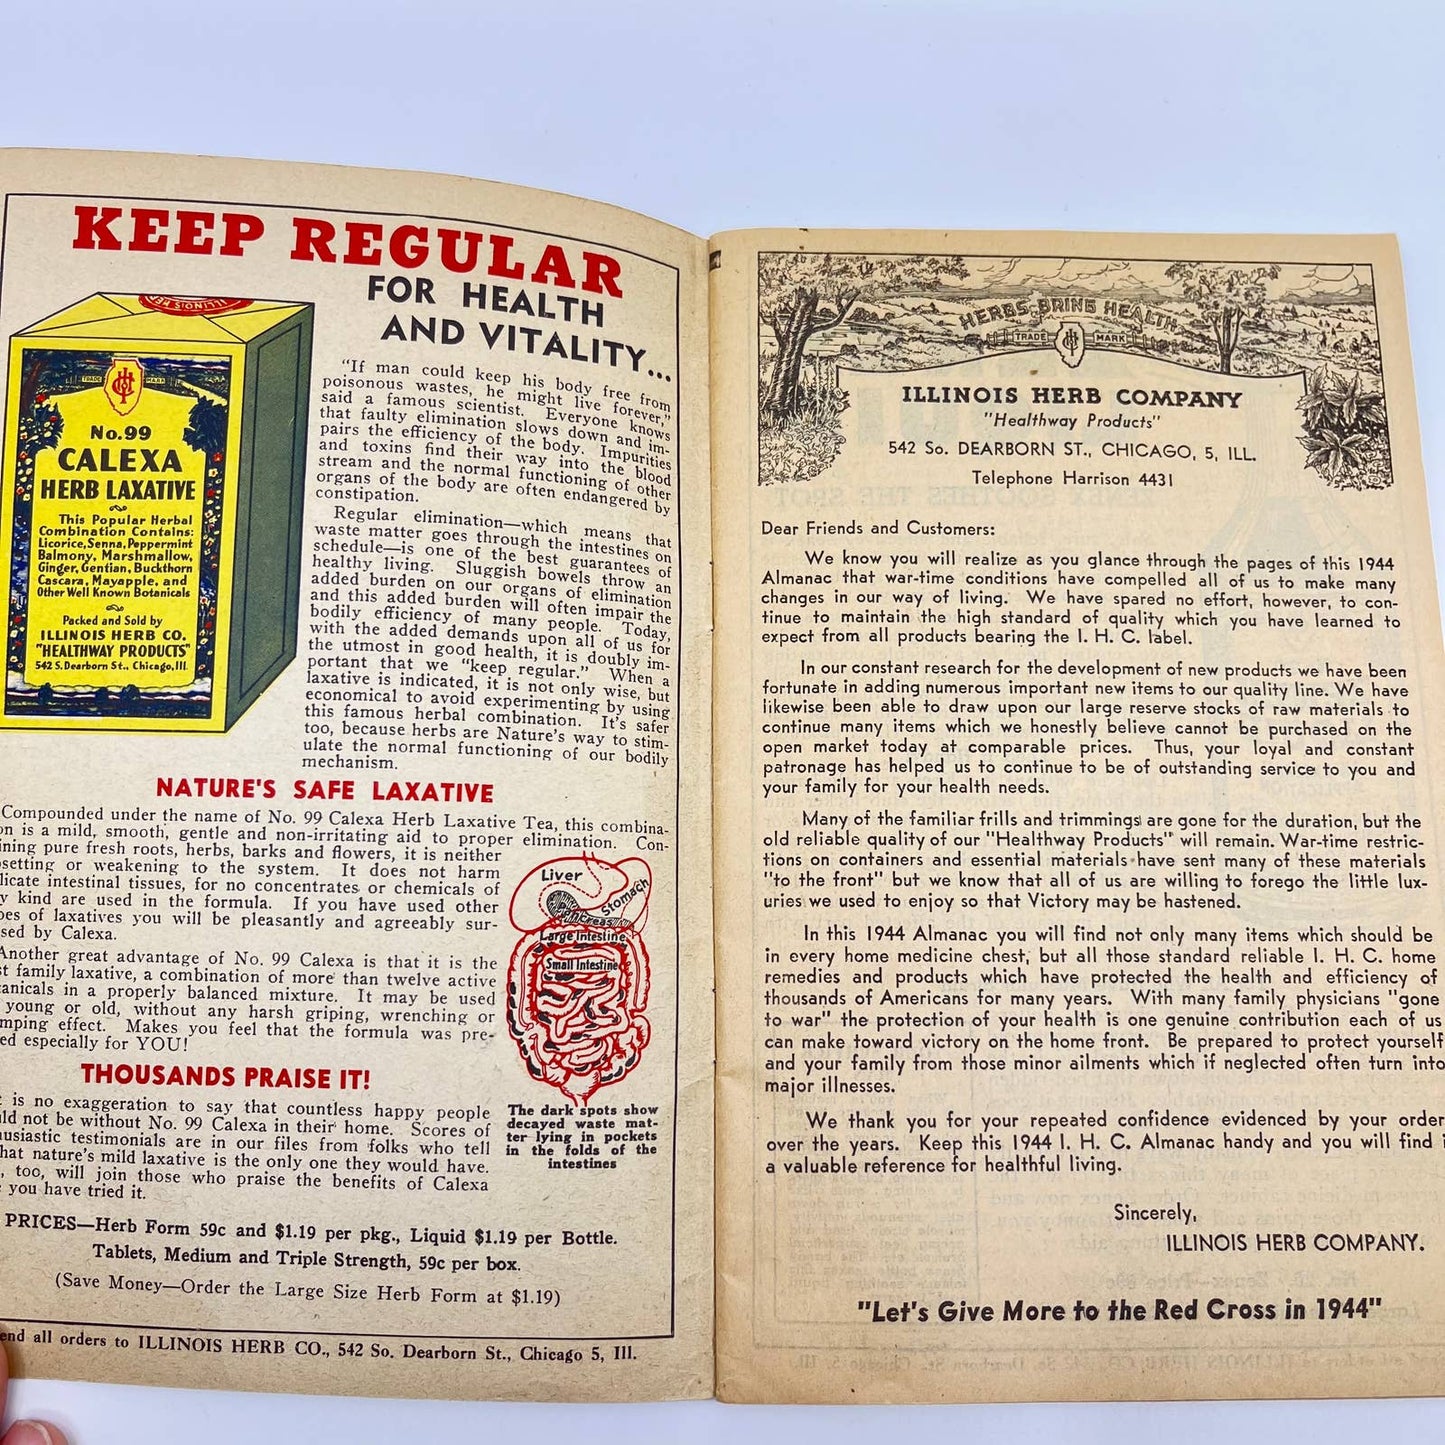 KEEP REGULAR
FOR HEALTH
AND VITALITY...
ILLINOIS
TRADE MARK
No.99
CALEXA
HERB LAXATIVE
This Popular Herbal
Combination Contains:
Licorice, Senna, Peppermint
Balmony, Marshmallow,
Ginger, Gentian, Buckthorn
Cascara, Mayapple, and
Other Well Known Botanicals
Packed and Sold by
ILLINOIS HERB CO.
"HEALTHWAY PRODUCTS"
542 S. Dearborn St., Chicago, Ill.
"If man could keep his body free from
poisonous wastes, he might live forever,"
said a famous scientist. Everyone knows
that faulty elimination slows down and im-
pairs the efficiency of the body. Impurities
and toxins find their way into the blood
stream and the normal functioning of other
organs of the body are often endangered by
constipation.
Regular elimination—which means that
waste matter goes through the intestines on
schedule—is one of the best guarantees of
healthy living. Sluggish bowels throw an
added burden on our organs of elimination
and this added burden will often impair the
bodily efficiency of many people. Today,
with the added demands upon all of us for
the utmost in good health, it is doubly im-
portant that we "keep regular." When a
laxative is indicated, it is not only wise, but
economical to avoid experimenting by using
this famous herbal combination. It's safer
too, because herbs are Nature's way to stim-
ulate the normal functioning of our bodily
mechanism.
NATURE'S SAFE LAXATIVE
Compounded under the name of No. 99 Calexa Herb Laxative Tea, this combina-
on is a mild, smooth, gentle and non-irritating aid to proper elimination. Con-
ining pure fresh roots, herbs, barks and flowers, it is neither
setting or weakening to the system. It does not harm
licate intestinal tissues, for no concentrates or chemicals of
y kind are used in the formula. If you have used other
pes of laxatives you will be pleasantly and agreeably sur-
sed by Calexa.
Another great advantage of No. 99 Calexa is that it is the
st family laxative, a combination of more than twelve active
tanicals in a properly balanced mixture. It may be used
young or old, without any harsh griping, wrenching or
mping effect. Makes you feel that the formula was pre-
ed especially for YOU!
Liver
Stomach
Pancreas
Large Intestine
Small Intestine
The dark spots show
decayed waste mat-
ter lying in pockets
in the folds of the
intestines
THOUSANDS PRAISE IT!
t is no exaggeration to say that countless happy people
uld not be without No. 99 Calexa in their home. Scores of
husiastic testimonials are in our files from folks who tell
hat nature's mild laxative is the only one they would have.
, too, will join those who praise the benefits of Calexa
you have tried it.
PRICES—Herb Form 59c and $1.19 per pkg., Liquid $1.19 per Bottle.
Tablets, Medium and Triple Strength, 59c per box.
(Save Money—Order the Large Size Herb Form at $1.19)
end all orders to ILLINOIS HERB CO., 542 So. Dearborn St., Chicago 5, Ill.
HERBS BRING HEALTH
TRADE MARK
ILLINOIS HERB COMPANY
"Healthway Products"
542 So. DEARBORN ST., CHICAGO, 5, ILL.
Telephone Harrison 4431
Dear Friends and Customers:
We know you will realize as you glance through the pages of this 1944
Almanac that war-time conditions have compelled all of us to make many
changes in our way of living. We have spared no effort, however, to con-
tinue to maintain the high standard of quality which you have learned to
expect from all products bearing the I. H. C. label.
In our constant research for the development of new products we have been
fortunate in adding numerous important new items to our quality line. We have
likewise been able to draw upon our large reserve stocks of raw materials to
continue many items which we honestly believe cannot be purchased on the
open market today at comparable prices. Thus, your loyal and constant
patronage has helped us to continue to be of outstanding service to you and
your family for your health needs.
Many of the familiar frills and trimmings are gone for the duration, but the
old reliable quality of our "Healthway Products" will remain. War-time restric-
tions on containers and essential materials have sent many of these materials
"to the front" but we know that all of us are willing to forego the little lux-
uries we used to enjoy so that Victory may be hastened.
In this 1944 Almanac you will find not only many items which should be
in every home medicine chest, but all those standard reliable I. H. C. home
remedies and products which have protected the health and efficiency of
thousands of Americans for many years. With many family physicians "gone
to war" the protection of your health is one genuine contribution each of us
can make toward victory on the home front. Be prepared to protect yourself
and your family from those minor ailments which if neglected often turn into
major illnesses.
We thank you for your repeated confidence evidenced by your order
over the years. Keep this 1944 I. H. C. Almanac handy and you will find i
a valuable reference for healthful living.
Sincerely,
ILLINOIS HERB COMPANY.
"Let's Give More to the Red Cross in 1944"